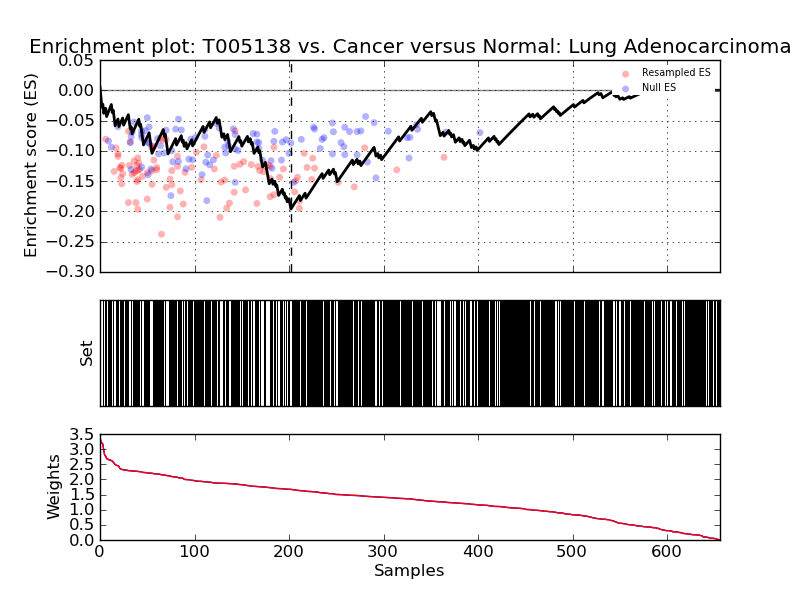 Enrichment plot: T005138 vs. Cancer versus Normal: Lung Adenocarcinoma
Enrichment score (ES)
0.05
0.00
−0.05
−0.10
−0.15
−0.20
−0.25
−0.30
Resampled ES
Null ES
Set
Weights
3.5
3.0
2.5
2.0
1.5
1.0
0.5
0.0
0 100 200 300 400 500 600
Samples